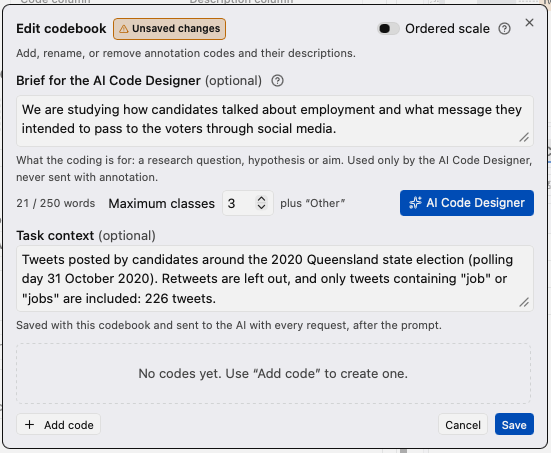 Edit codebook
Unsaved changes
Ordered scale
Add, rename, or remove annotation codes and their descriptions.
Brief for the AI Code Designer (optional)
We are studying how candidates talked about employment and what message they
intended to pass to the voters through social media.
What the coding is for: a research question, hypothesis or aim. Used only by the AI Code Designer,
never sent with annotation.
21 / 250 words Maximum classes 3 plus “Other” AI Code Designer
Task context (optional)
Tweets posted by candidates around the 2020 Queensland state election (polling
day 31 October 2020). Retweets are left out, and only tweets containing "job" or
"jobs" are included: 226 tweets.
Saved with this codebook and sent to the AI with every request, after the prompt.
No codes yet. Use “Add code” to create one.
+ Add code Cancel Save